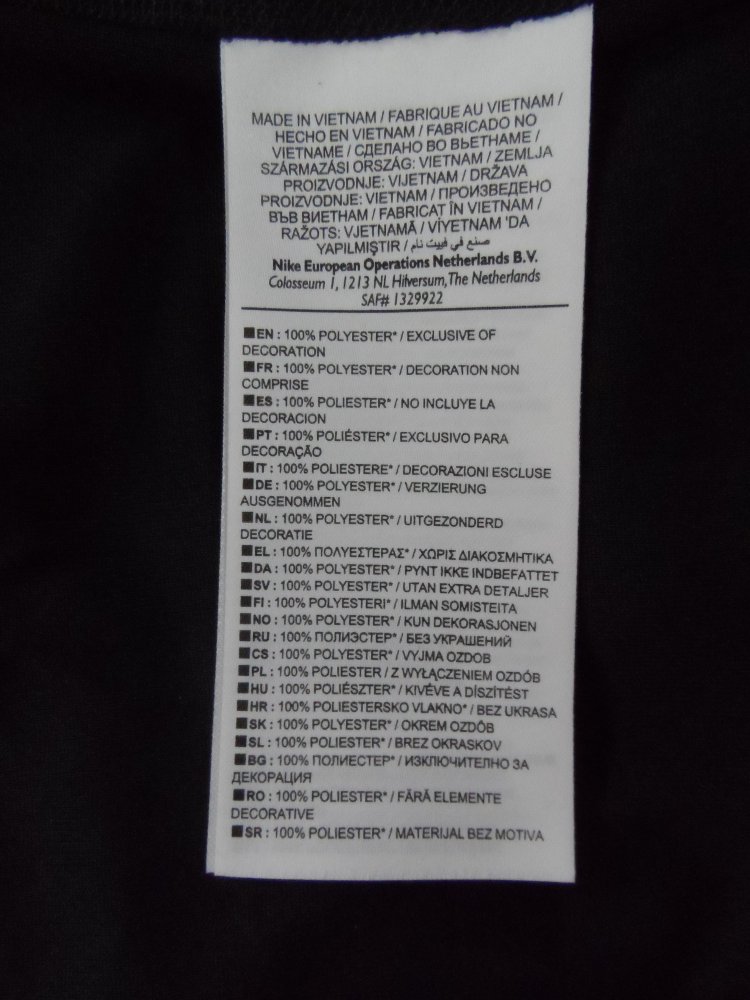 MADE IN VIETNAM / FABRIQUE AU VIETNAM /
HECHO EN VIETNAM / FABRICADO NO
VIETNAME / СДЕЛАНО ВО ВЬЕТНАМЕ /
SZÁRMAZÁSI ORSZÁG: VIETNAM / ZEMLJA
PROIZVODNJE: VIJETNAM / DRŽAVA
PROIZVODNJE: VIETNAM / ПРОИЗВЕДЕНО
ВЪВ ВИЕТНАМ / FABRICAT ÎN VIETNAM /
RAŽOTS: VJETNAMĀ / VİYETNAM 'DA
YAPILMIŞTIR / صنع في فييت نام
Nike European Operations Netherlands B.V.
Colosseum 1, 1213 NL Hilversum, The Netherlands
SAF# 1329922
■EN : 100% POLYESTER* / EXCLUSIVE OF
DECORATION
■FR : 100% POLYESTER* / DECORATION NON
COMPRISE
■ES : 100% POLIESTER* / NO INCLUYE LA
DECORACION
■PT : 100% POLIÉSTER* / EXCLUSIVO PARA
DECORAÇÃO
■IT : 100% POLIESTERE* / DECORAZIONI ESCLUSE
■DE : 100% POLYESTER* / VERZIERUNG
AUSGENOMMEN
■NL : 100% POLYESTER* / UITGEZONDERD
DECORATIE
■EL : 100% ΠΟΛΥΕΣΤΕΡΑΣ* / ΧΩΡΙΣ ΔΙΑΚΟΣΜΗΤΙΚΑ
■DA : 100% POLYESTER* / PYNT IKKE INDBEFATTET
■SV : 100% POLYESTER* / UTAN EXTRA DETALJER
■FI : 100% POLYESTERI* / ILMAN SOMISTEITA
■NO : 100% POLYESTER* / KUN DEKORASJONEN
■RU : 100% ПОЛИЭСТЕР* / БЕЗ УКРАШЕНИЙ
■CS : 100% POLYESTER* / VYJMA OZDOB
■PL : 100% POLIESTER / Z WYŁĄCZENIEM OZDÓB
■HU : 100% POLIÉSZTER* / KIVÉVE A DÍSZÍTÉST
■HR : 100% POLIESTERSKO VLAKNO* / BEZ UKRASA
■SK : 100% POLYESTER* / OKREM OZDÔB
■SL : 100% POLIESTER* / BREZ OKRASKOV
■BG : 100% ПОЛИЕСТЕР* / ИЗКЛЮЧИТЕЛНО ЗА
ДЕКОРАЦИЯ
■RO : 100% POLIESTER* / FĂRĂ ELEMENTE
DECORATIVE
■SR : 100% POLIESTER* / MATERIJAL BEZ MOTIVA